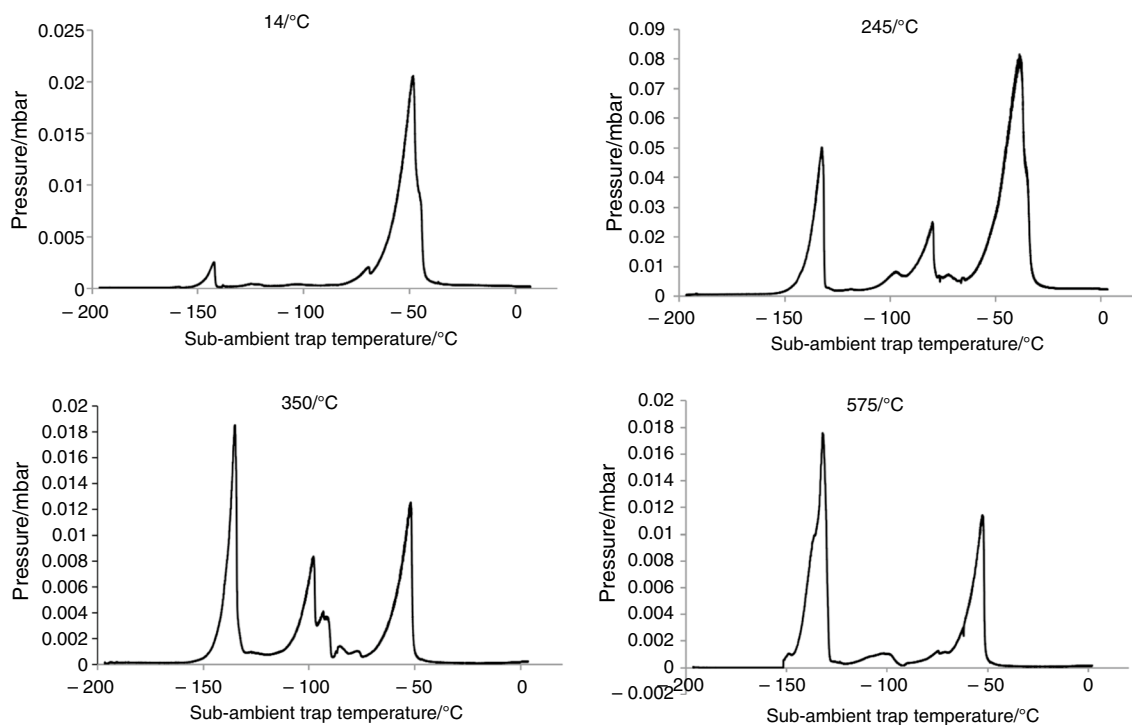 14/°C
0.025
0.02
0.015
0.01
0.005
0
Pressure/mbar
– 200 – 150 – 100 – 50 0
Sub-ambient trap temperature/°C
245/°C
0.09
0.08
0.07
0.06
0.05
0.04
0.03
0.02
0.01
0
Pressure/mbar
– 200 – 150 – 100 – 50 0
Sub-ambient trap temperature/°C
350/°C
0.02
0.018
0.016
0.014
0.012
0.01
0.008
0.006
0.004
0.002
0
Pressure/mbar
– 200 – 150 – 100 – 50 0
Sub-ambient trap temperature/°C
575/°C
0.02
0.018
0.016
0.014
0.012
0.01
0.008
0.006
0.004
0.002
0
– 0.002
Pressure/mbar
– 200 – 150 – 100 – 50 0
Sub-ambient trap temperature/°C